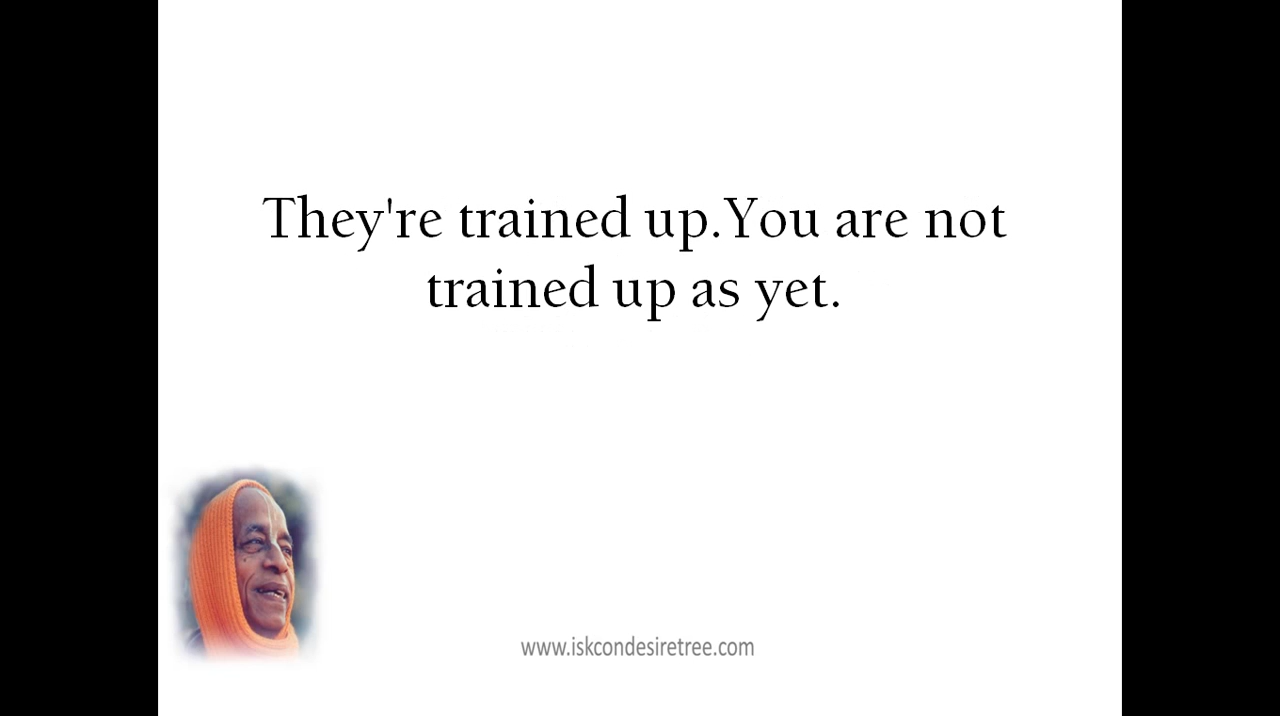 They're trained up.You are not
trained up as yet.
www.iskcondesiretree.com